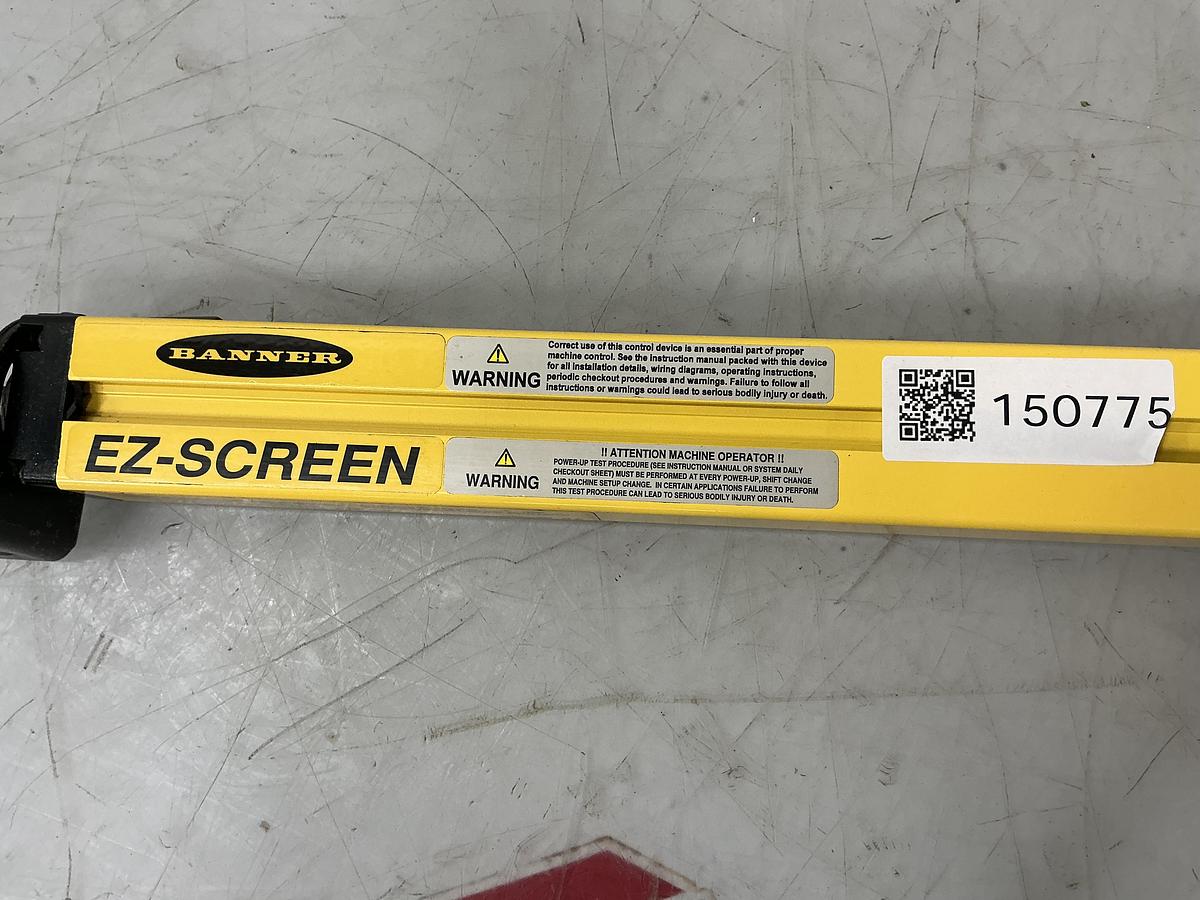 BANNER
WARNING
Correct use of this control device is an essential part of proper
machine control. See the instruction manual packed with this device
for all installation details, wiring diagrams, operating instructions,
periodic checkout procedures and warnings. Failure to follow all
instructions or warnings could lead to serious bodily injury or death.
EZ-SCREEN
WARNING
!! ATTENTION MACHINE OPERATOR !!
POWER-UP TEST PROCEDURE (SEE INSTRUCTION MANUAL OR SYSTEM DAILY
CHECKOUT SHEET) MUST BE PERFORMED AT EVERY POWER-UP, SHIFT CHANGE
AND MACHINE SETUP CHANGE. IN CERTAIN APPLICATIONS FAILURE TO PERFORM
THIS TEST PROCEDURE CAN LEAD TO SERIOUS BODILY INJURY OR DEATH.
150775